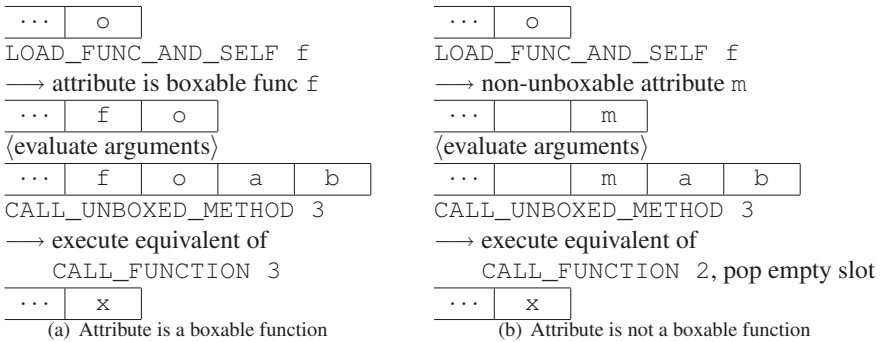 ··· o
LOAD_FUNC_AND_SELF f
⟶ attribute is boxable func f
··· f o
⟨evaluate arguments⟩
··· f o a b
CALL_UNBOXED_METHOD 3
⟶ execute equivalent of
CALL_FUNCTION 3
··· x
(a) Attribute is a boxable function
··· o
LOAD_FUNC_AND_SELF f
⟶ non-unboxable attribute m
··· m
⟨evaluate arguments⟩
··· m a b
CALL_UNBOXED_METHOD 3
⟶ execute equivalent of
CALL_FUNCTION 2, pop empty slot
··· x
(b) Attribute is not a boxable function